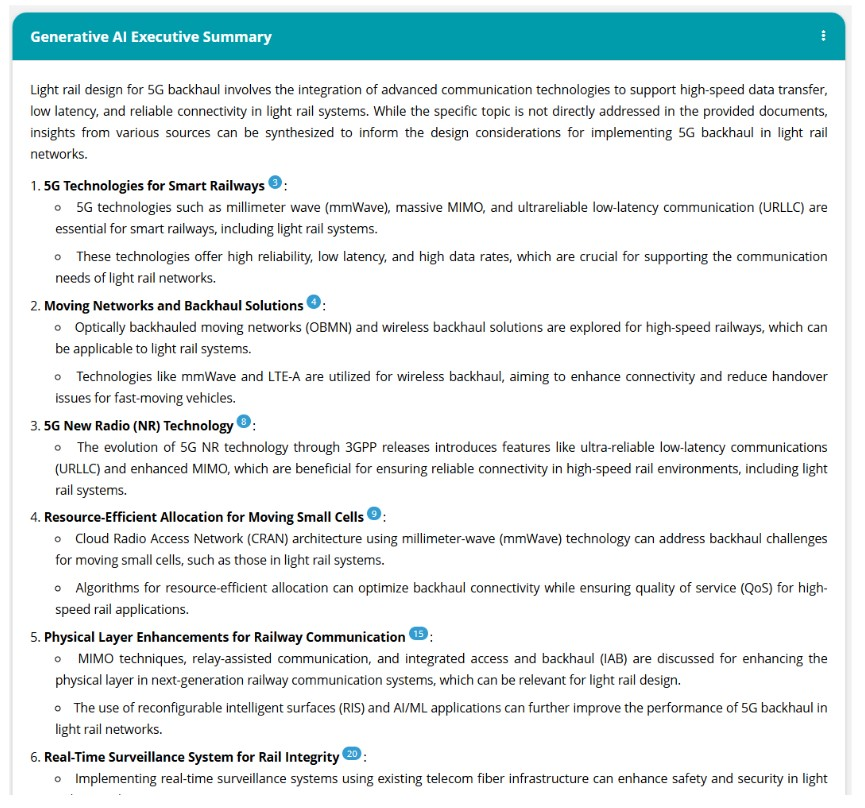 Generative AI Executive Summary
Light rail design for 5G backhaul involves the integration of advanced communication technologies to support high-speed data transfer,
low latency, and reliable connectivity in light rail systems. While the specific topic is not directly addressed in the provided documents,
insights from various sources can be synthesized to inform the design considerations for implementing 5G backhaul in light rail
networks.
1. 5G Technologies for Smart Railways 3 :
○ 5G technologies such as millimeter wave (mmWave), massive MIMO, and ultrareliable low-latency communication (URLLC) are
essential for smart railways, including light rail systems.
○ These technologies offer high reliability, low latency, and high data rates, which are crucial for supporting the communication
needs of light rail networks.
2. Moving Networks and Backhaul Solutions 4 :
○ Optically backhauled moving networks (OBMN) and wireless backhaul solutions are explored for high-speed railways, which can
be applicable to light rail systems.
○ Technologies like mmWave and LTE-A are utilized for wireless backhaul, aiming to enhance connectivity and reduce handover
issues for fast-moving vehicles.
3. 5G New Radio (NR) Technology 8 :
○ The evolution of 5G NR technology through 3GPP releases introduces features like ultra-reliable low-latency communications
(URLLC) and enhanced MIMO, which are beneficial for ensuring reliable connectivity in high-speed rail environments, including light
rail systems.
4. Resource-Efficient Allocation for Moving Small Cells 9 :
○ Cloud Radio Access Network (CRAN) architecture using millimeter-wave (mmWave) technology can address backhaul challenges
for moving small cells, such as those in light rail systems.
○ Algorithms for resource-efficient allocation can optimize backhaul connectivity while ensuring quality of service (QoS) for high-
speed rail applications.
5. Physical Layer Enhancements for Railway Communication 15 :
○ MIMO techniques, relay-assisted communication, and integrated access and backhaul (IAB) are discussed for enhancing the
physical layer in next-generation railway communication systems, which can be relevant for light rail design.
○ The use of reconfigurable intelligent surfaces (RIS) and AI/ML applications can further improve the performance of 5G backhaul in
light rail networks.
6. Real-Time Surveillance System for Rail Integrity 20 :
○ Implementing real-time surveillance systems using existing telecom fiber infrastructure can enhance safety and security in light